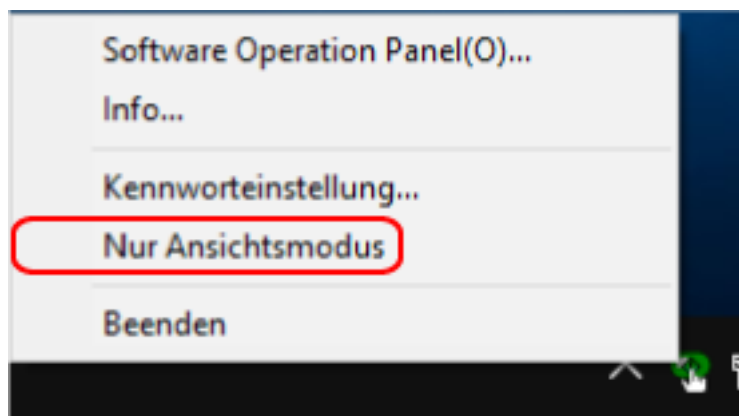 Software Operation Panel(O)...
Info...
Kennworteinstellung...
Nur Ansichtsmodus
Beenden